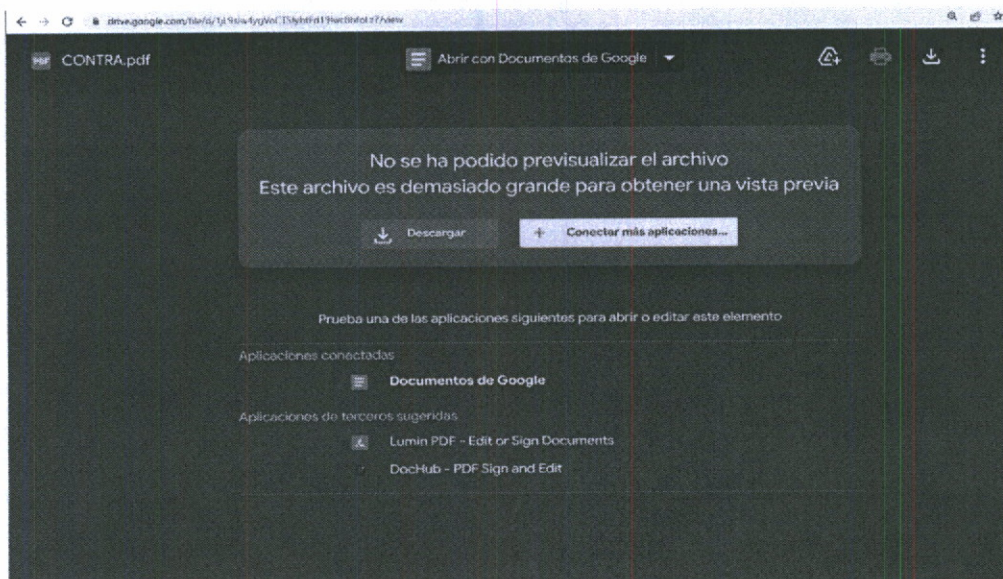 CONTRA.pdf
Abrir con Documentos de Google
No se ha podido previsualizar el archivo
Este archivo es demasiado grande para obtener una vista previa
Descargar
+ Conectar más aplicaciones...
Prueba una de las aplicaciones siguientes para abrir o editar este elemento
Aplicaciones conectadas
Documentos de Google
Aplicaciones de terceros sugeridas
Lumin PDF - Edit or Sign Documents
DocHub - PDF Sign and Edit